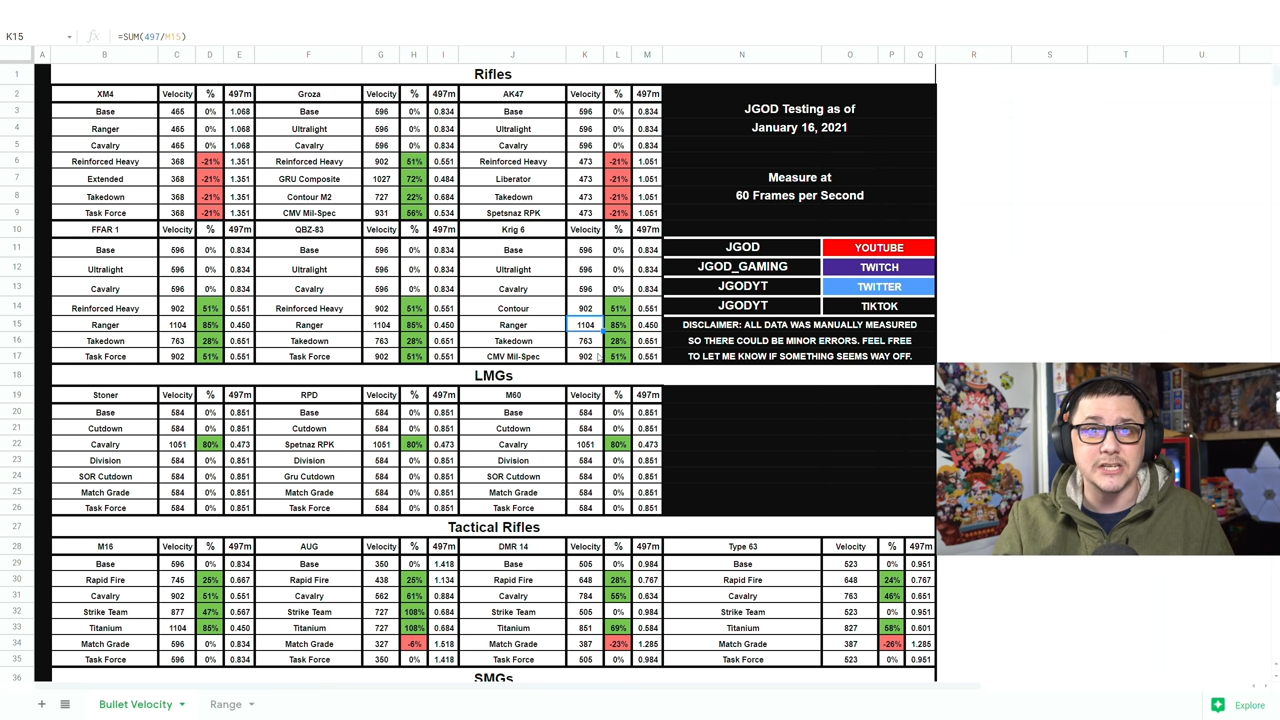 K15 fx =SUM(497/M15)
A B C D E F G H I J K L M N O P Q R S T U
1 Rifles
2 XM4 Velocity % 497m Groza Velocity % 497m AK47 Velocity % 497m
3 Base 465 0% 1.068 Base 596 0% 0.834 Base 596 0% 0.834 JGOD Testing as of
4 Ranger 465 0% 1.068 Ultralight 596 0% 0.834 Ultralight 596 0% 0.834 January 16, 2021
5 Cavalry 465 0% 1.068 Cavalry 596 0% 0.834 Cavalry 596 0% 0.834
6 Reinforced Heavy 368 -21% 1.351 Reinforced Heavy 902 51% 0.551 Reinforced Heavy 473 -21% 1.051
7 Extended 368 -21% 1.351 GRU Composite 1027 72% 0.484 Liberator 473 -21% 1.051 Measure at
8 Takedown 368 -21% 1.351 Contour M2 727 22% 0.684 Takedown 473 -21% 1.051 60 Frames per Second
9 Task Force 368 -21% 1.351 CMV Mil-Spec 931 56% 0.534 Spetsnaz RPK 473 -21% 1.051
10 FFAR 1 Velocity % 497m QBZ-83 Velocity % 497m Krig 6 Velocity % 497m
11 Base 596 0% 0.834 Base 596 0% 0.834 Base 596 0% 0.834 JGOD YOUTUBE
12 Ultralight 596 0% 0.834 Ultralight 596 0% 0.834 Ultralight 596 0% 0.834 JGOD_GAMING TWITCH
13 Cavalry 596 0% 0.834 Cavalry 596 0% 0.834 Cavalry 596 0% 0.834 JGODYT TWITTER
14 Reinforced Heavy 902 51% 0.551 Reinforced Heavy 902 51% 0.551 Contour 902 51% 0.551 JGODYT TIKTOK
15 Ranger 1104 85% 0.450 Ranger 1104 85% 0.450 Ranger 1104 85% 0.450 DISCLAIMER: ALL DATA WAS MANUALLY MEASURED
16 Takedown 763 28% 0.651 Takedown 763 28% 0.651 Takedown 763 28% 0.651 SO THERE COULD BE MINOR ERRORS. FEEL FREE
17 Task Force 902 51% 0.551 Task Force 902 51% 0.551 CMV Mil-Spec 902 51% 0.551 TO LET ME KNOW IF SOMETHING SEEMS WAY OFF.
18 LMGs
19 Stoner Velocity % 497m RPD Velocity % 497m M60 Velocity % 497m
20 Base 584 0% 0.851 Base 584 0% 0.851 Base 584 0% 0.851
21 Cutdown 584 0% 0.851 Cutdown 584 0% 0.851 Cutdown 584 0% 0.851
22 Cavalry 1051 80% 0.473 Spetnaz RPK 1051 80% 0.473 Cavalry 1051 80% 0.473
23 Division 584 0% 0.851 Division 584 0% 0.851 Division 584 0% 0.851
24 SOR Cutdown 584 0% 0.851 Gru Cutdown 584 0% 0.851 SOR Cutdown 584 0% 0.851
25 Match Grade 584 0% 0.851 Match Grade 584 0% 0.851 Match Grade 584 0% 0.851
26 Task Force 584 0% 0.851 Task Force 584 0% 0.851 Task Force 584 0% 0.851
27 Tactical Rifles
28 M16 Velocity % 497m AUG Velocity % 497m DMR 14 Velocity % 497m Type 63 Velocity % 497m
29 Base 596 0% 0.834 Base 350 0% 1.418 Base 505 0% 0.984 Base 523 0% 0.951
30 Rapid Fire 745 25% 0.667 Rapid Fire 438 25% 1.134 Rapid Fire 648 28% 0.767 Rapid Fire 648 24% 0.767
31 Cavalry 902 51% 0.551 Cavalry 562 61% 0.884 Cavalry 784 55% 0.634 Cavalry 763 46% 0.651
32 Strike Team 877 47% 0.567 Strike Team 727 108% 0.684 Strike Team 505 0% 0.984 Strike Team 523 0% 0.951
33 Titanium 1104 85% 0.450 Titanium 727 108% 0.684 Titanium 851 69% 0.584 Titanium 827 58% 0.601
34 Match Grade 596 0% 0.834 Match Grade 327 -6% 1.518 Match Grade 387 -23% 1.285 Match Grade 387 -26% 1.285
35 Task Force 596 0% 0.834 Task Force 350 0% 1.418 Task Force 505 0% 0.984 Task Force 523 0% 0.951
36 SMGs
Bullet Velocity Range Explore